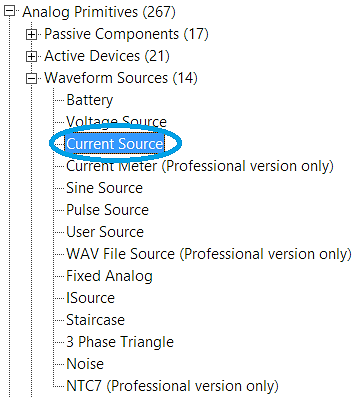 Analog Primitives (267)
Passive Components (17)
Active Devices (21)
Waveform Sources (14)
Battery
Voltage Source
Current Source
Current Meter (Professional version only)
Sine Source
Pulse Source
User Source
WAV File Source (Professional version only)
Fixed Analog
ISource
Staircase
3 Phase Triangle
Noise
NTC7 (Professional version only)